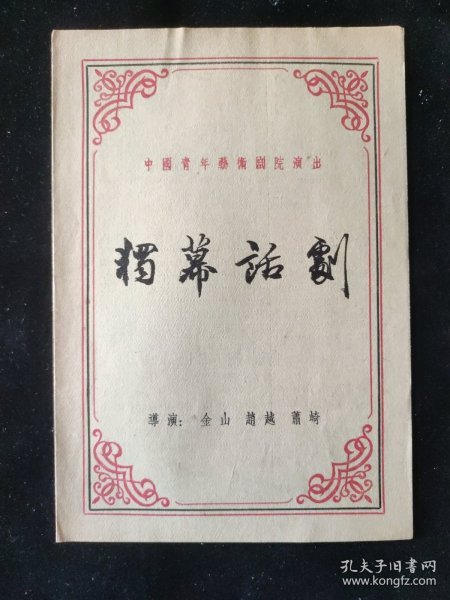 中國青年藝術劇院演出
獨幕話劇
導演：金山 趙越 蕭崎
孔夫子旧书网
www.kongfz.com